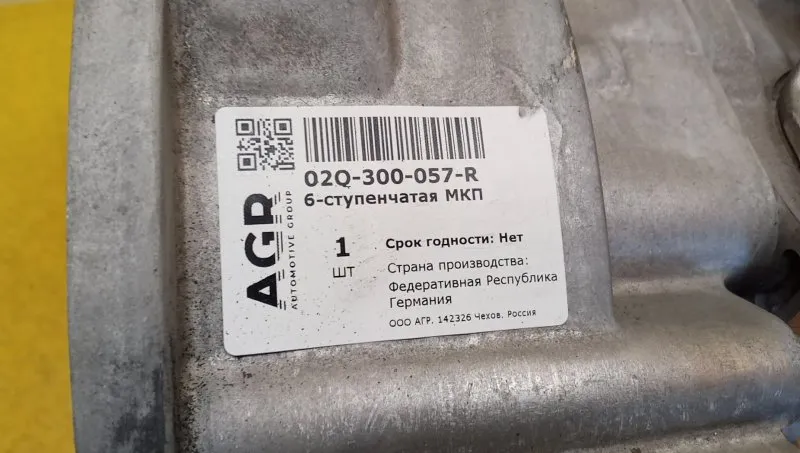 02Q-300-057-R
6-ступенчатая МКП
AGR
AUTOMOTIVE GROUP
1
шт
Срок годности: Нет
Страна производства:
Федеративная Республика
Германия
ООО АГР. 142326 Чехов. Россия